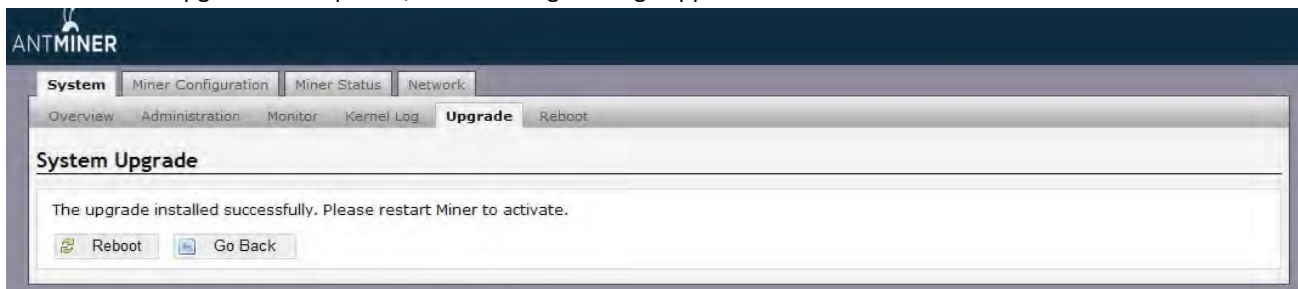 ANTMINER
System Miner Configuration Miner Status Network
Overview Administration Monitor Kernel Log Upgrade Reboot
System Upgrade
The upgrade installed successfully. Please restart Miner to activate.
Reboot Go Back